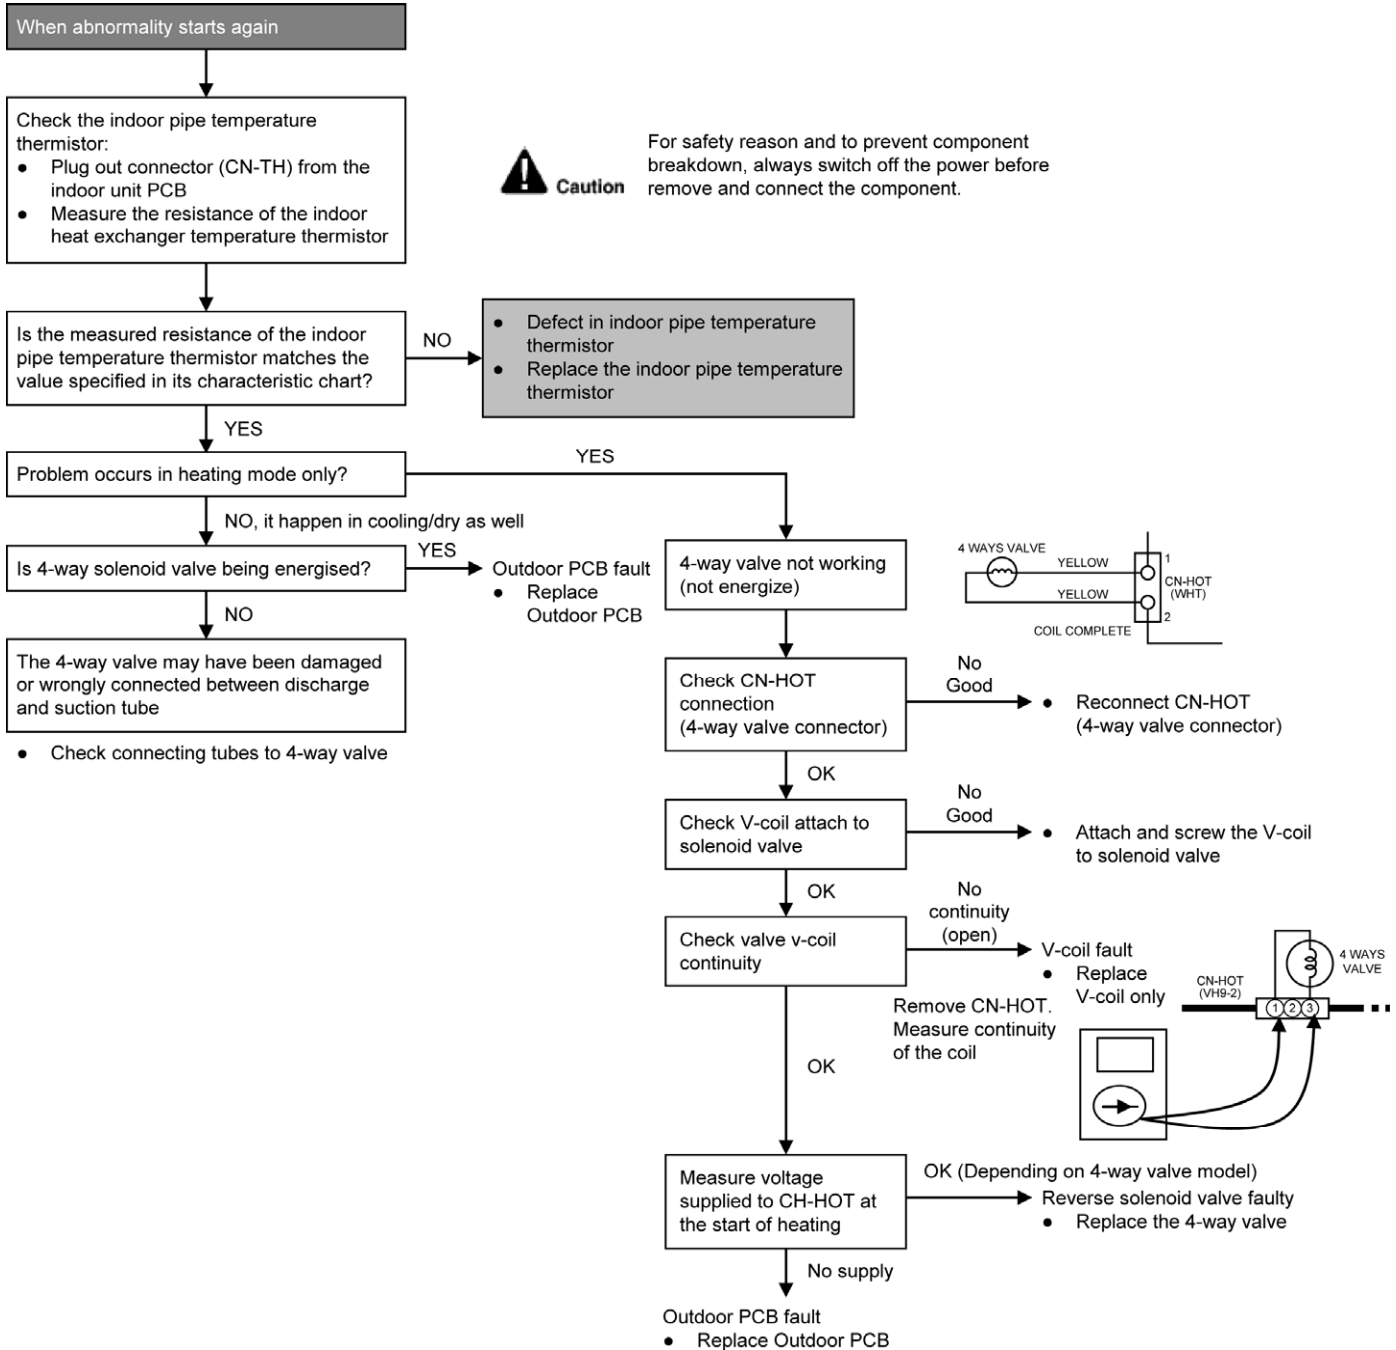 When abnormality starts again
Check the indoor pipe temperature
thermistor:
● Plug out connector (CN-TH) from the
indoor unit PCB
● Measure the resistance of the indoor
heat exchanger temperature thermistor
Caution
For safety reason and to prevent component
breakdown, always switch off the power before
remove and connect the component.
Is the measured resistance of the indoor
pipe temperature thermistor matches the
value specified in its characteristic chart?
NO
● Defect in indoor pipe temperature
thermistor
● Replace the indoor pipe temperature
thermistor
YES
Problem occurs in heating mode only?
YES
NO, it happen in cooling/dry as well
Is 4-way solenoid valve being energised?
YES
Outdoor PCB fault
● Replace
Outdoor PCB
NO
The 4-way valve may have been damaged
or wrongly connected between discharge
and suction tube
● Check connecting tubes to 4-way valve
4-way valve not working
(not energize)
4 WAYS VALVE
YELLOW
YELLOW
1
CN-HOT
(WHT)
2
COIL COMPLETE
Check CN-HOT
connection
(4-way valve connector)
No
Good
● Reconnect CN-HOT
(4-way valve connector)
OK
Check V-coil attach to
solenoid valve
No
Good
● Attach and screw the V-coil
to solenoid valve
OK
Check valve v-coil
continuity
No
continuity
(open)
V-coil fault
● Replace
V-coil only
Remove CN-HOT.
Measure continuity
of the coil
CN-HOT
(VH9-2)
4 WAYS
VALVE
1 2 3
OK
Measure voltage
supplied to CH-HOT at
the start of heating
OK (Depending on 4-way valve model)
Reverse solenoid valve faulty
● Replace the 4-way valve
No supply
Outdoor PCB fault
● Replace Outdoor PCB